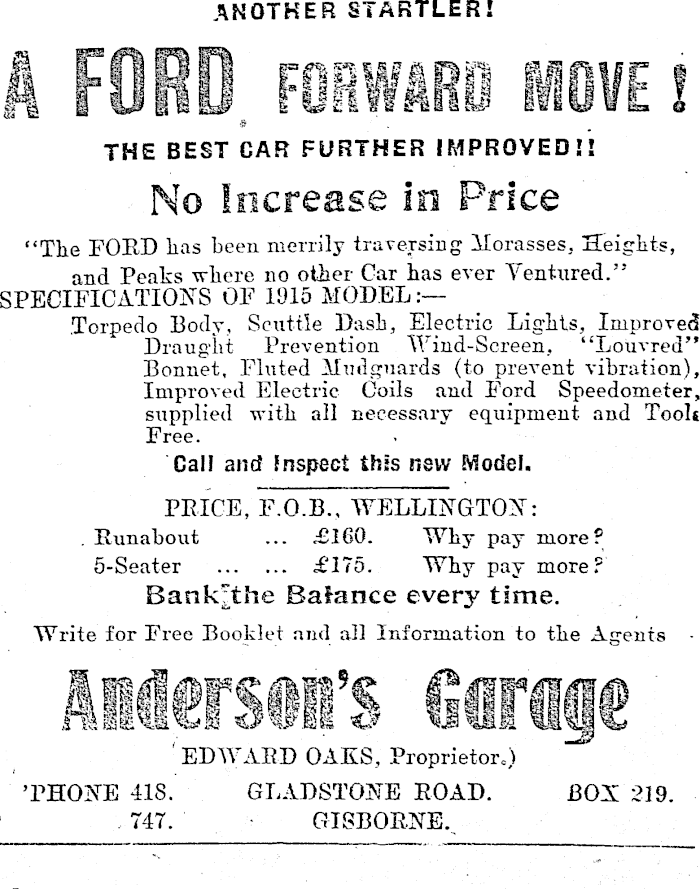 ANOTHER STARTLER!
A FORD FORWARD MOVE!
THE BEST CAR FURTHER IMPROVED!!
No Increase in Price
"The FORD has been merrily traversing Morasses, Heights,
and Peaks where no other Car has ever Ventured."
SPECIFICATIONS OF 1915 MODEL:—
Torpedo Body, Scuttle Dash, Electric Lights, Improved
Draught Prevention Wind-Screen, "Louvred"
Bonnet, Fluted Mudguards (to prevent vibration),
Improved Electric Coils and Ford Speedometer,
supplied with all necessary equipment and Tools
Free.
Call and Inspect this new Model.
PRICE, F.O.B., WELLINGTON:
Runabout ... £160. Why pay more?
5-Seater ... ... £175. Why pay more?
Bank the Balance every time.
Write for Free Booklet and all Information to the Agents
Anderson's Garage
EDWARD OAKS, Proprietor.)
'PHONE 418. GLADSTONE ROAD. BOX 219.
747. GISBORNE.